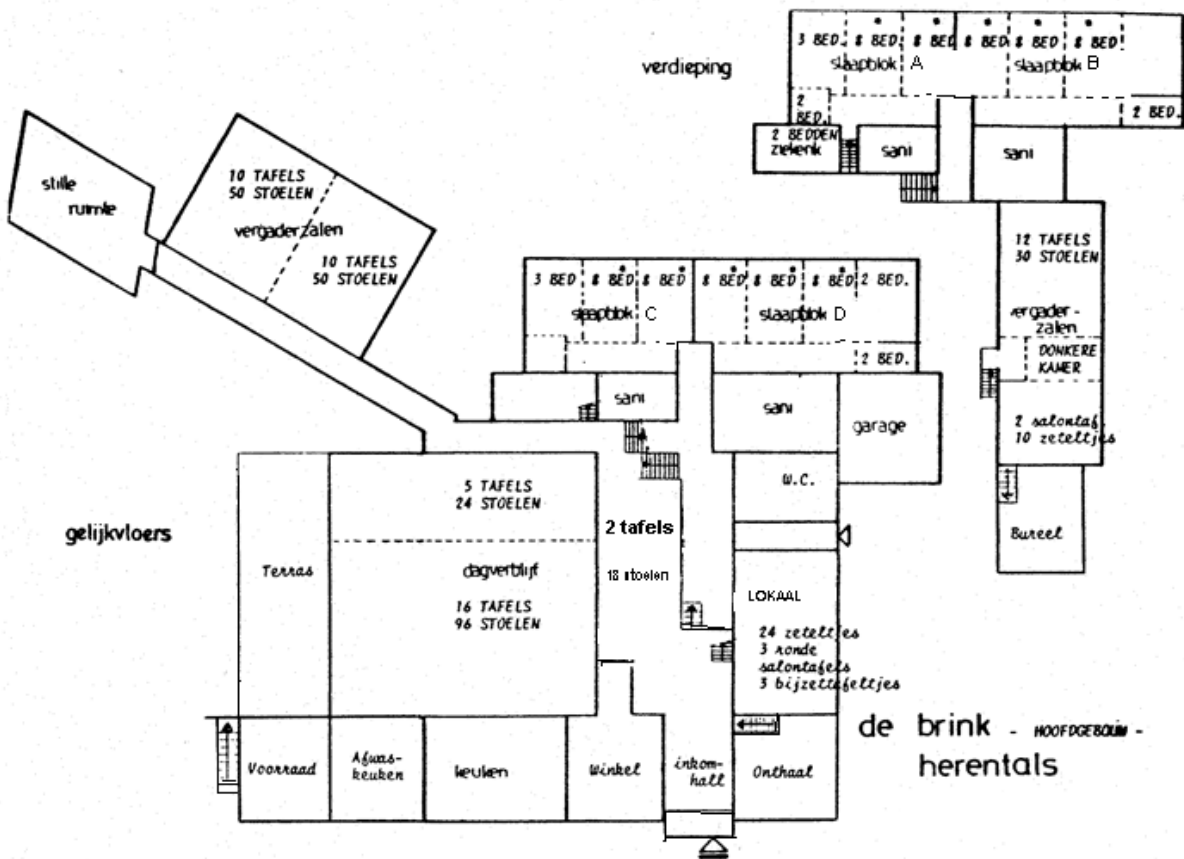 3 BED. 8 BED. 8 BED 8 BED 8 BED 8 BED
slaapblok A slaapblok B
verdieping
2 BED.
2 BED.
2 BEDDEN
ziekenk
sani
sani
stille
ruimte
10 TAFELS
50 STOELEN
vergaderzalen
10 TAFELS
50 STOELEN
12 TAFELS
30 STOELEN
vergader-
zalen
DONKERE
KAMER
2 salontaf
10 zeteltjes
Bureel
3 BED 8 BED 8 BED 8 BED 8 BED 8 BED 2 BED.
slaapblok C slaapblok D
2 BED.
sani
sani
garage
W.C.
gelijkvloers
Terras
5 TAFELS
24 STOELEN
dagverblijf
16 TAFELS
96 STOELEN
2 tafels
18 stoelen
LOKAAL
24 zeteltjes
3 ronde
salontafels
3 bijzettafeltjes
Voorraad
Afwas-
keuken
keuken
Winkel
inkom-
hall
Onthaal
de brink - HOOFDGEBOUW -
herentals